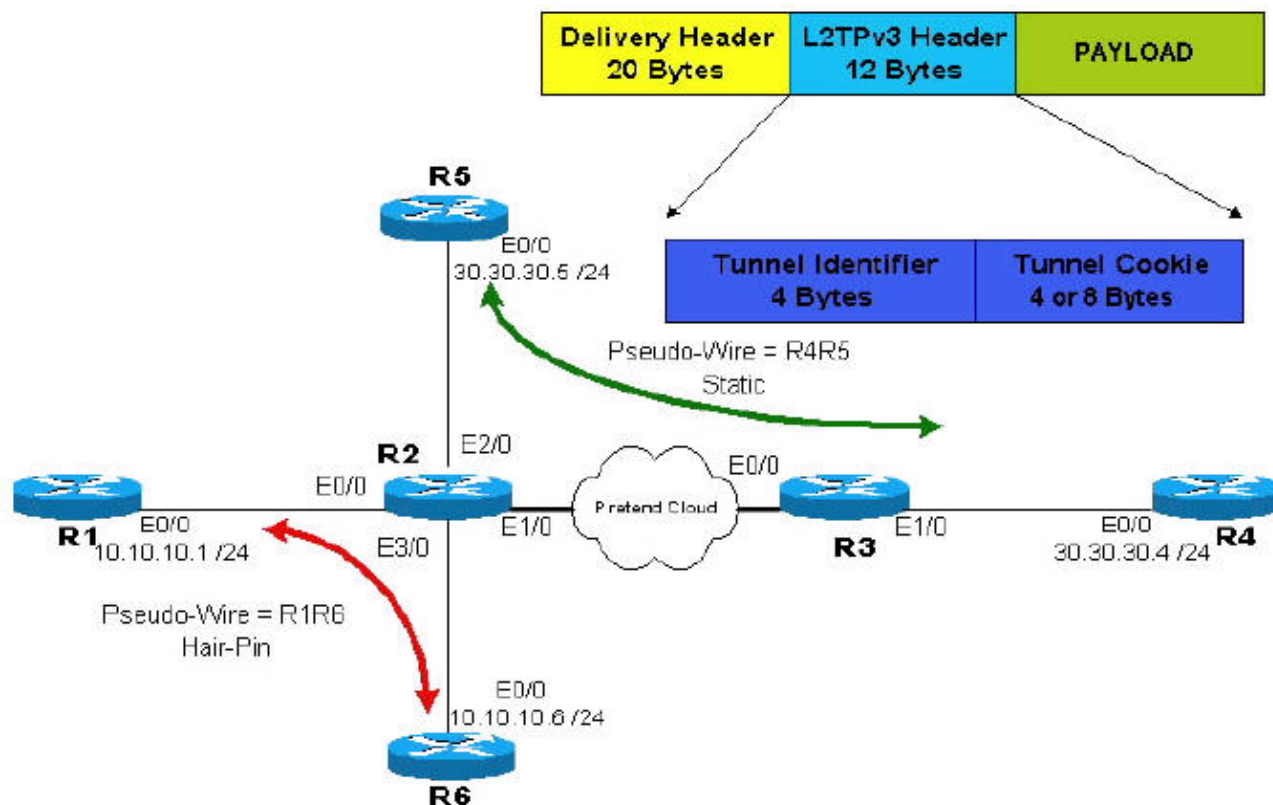 Delivery Header
20 Bytes
L2TPv3 Header
12 Bytes
PAYLOAD
R5
E0/0
30.30.30.5 /24
Tunnel Identifier
4 Bytes
Tunnel Cookie
4 or 8 Bytes
Pseudo-Wire = R4R5
Static
R2
E2/0
E0/0
E0/0
Pretend Cloud
R1
E0/0
10.10.10.1 /24
E3/0
E1/0
R3
E1/0
E0/0
30.30.30.4 /24
R4
Pseudo-Wire = R1R6
Hair-Pin
E0/0
10.10.10.6 /24
R6